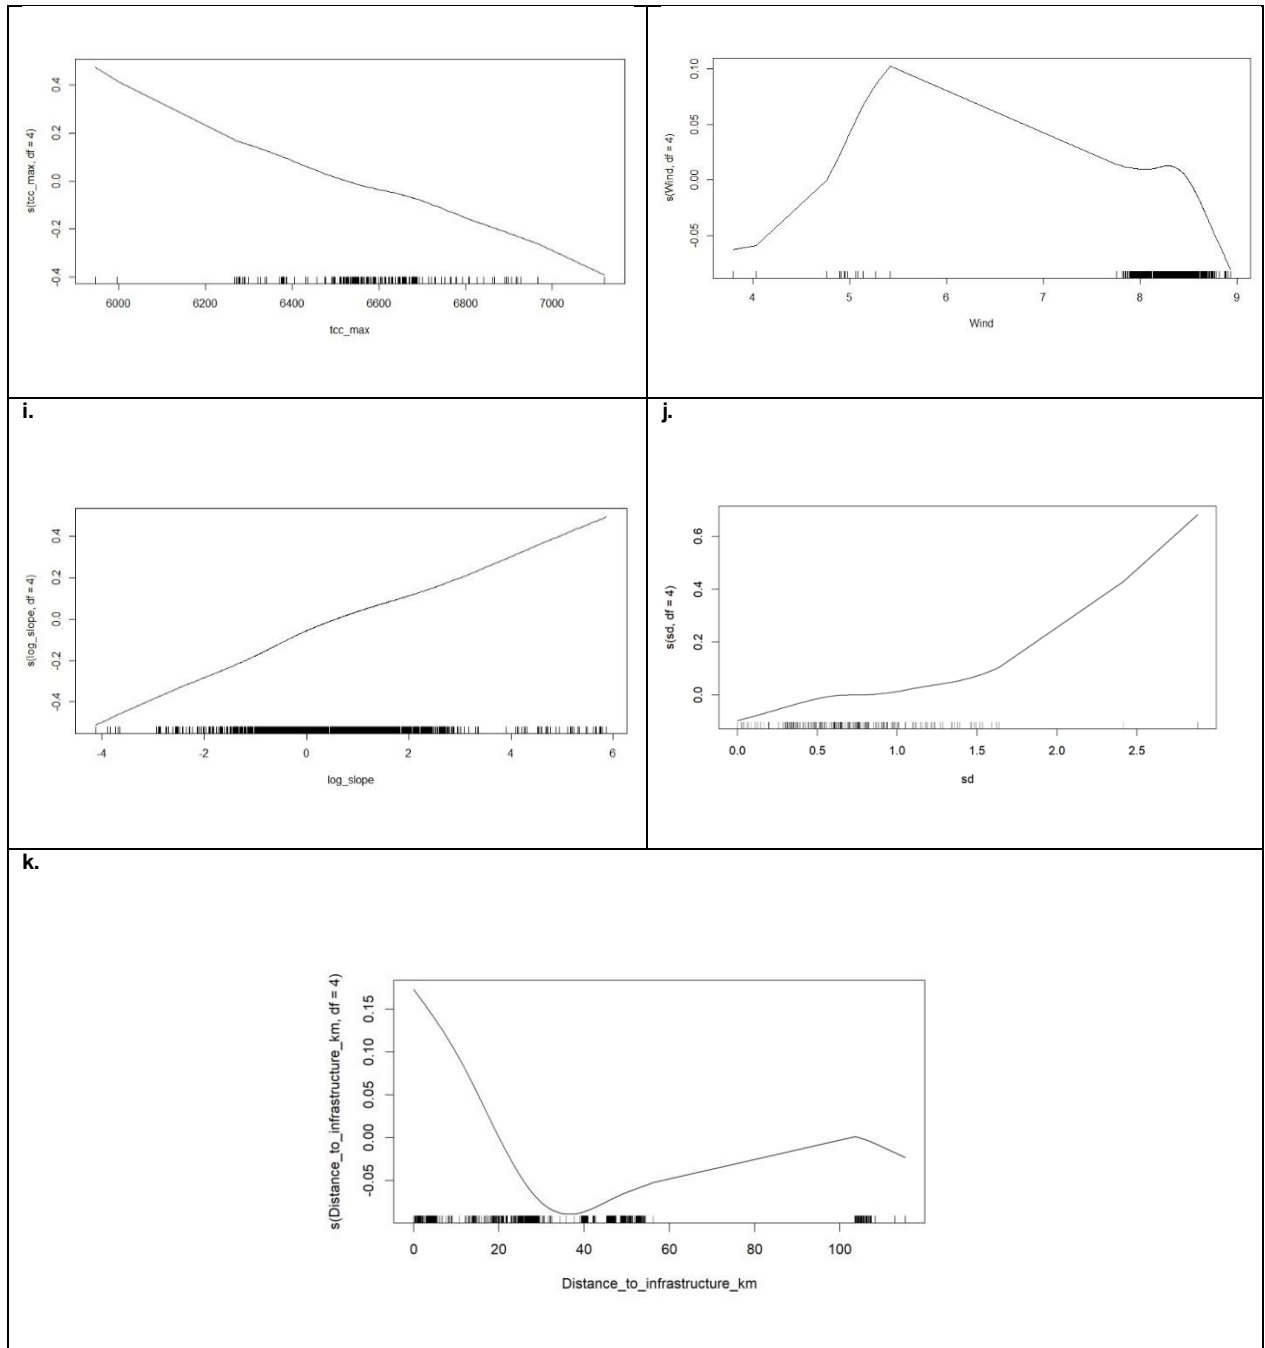 0.4
0.2
0.0
-0.2
-0.4
s(tcc_max, df = 4)
6000 6200 6400 6600 6800 7000
tcc_max
0.10
0.05
0.00
-0.05
s(Wind, df = 4)
4 5 6 7 8 9
Wind
i.
0.4
0.2
0.0
-0.2
-0.4
s(log_slope, df = 4)
-4 -2 0 2 4 6
log_slope
j.
0.6
0.4
0.2
0.0
s(sd, df = 4)
0.0 0.5 1.0 1.5 2.0 2.5
sd
k.
0.15
0.10
0.05
0.00
-0.05
s(Distance_to_infrastructure_km, df = 4)
0 20 40 60 80 100
Distance_to_infrastructure_km